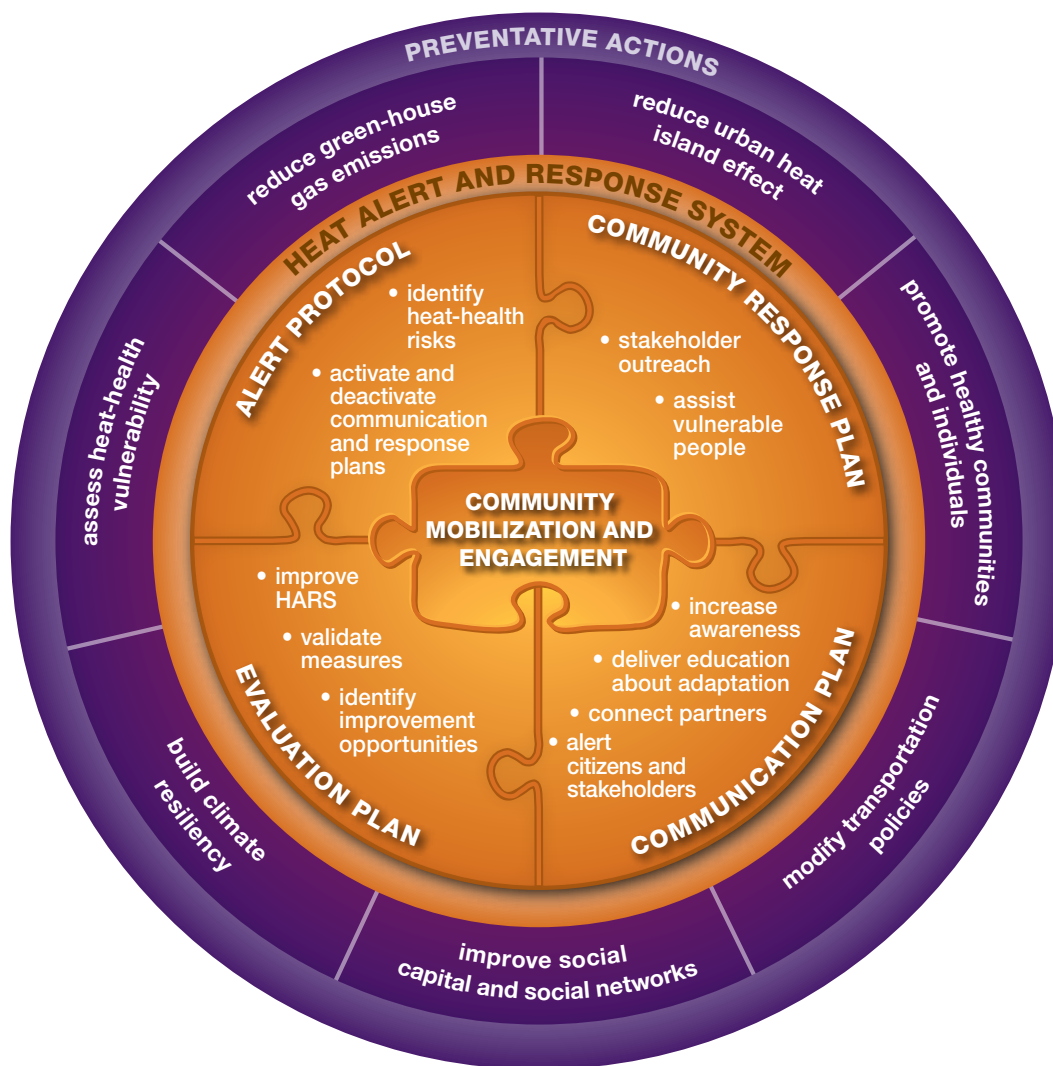 PREVENTATIVE ACTIONS
reduce green-house
gas emissions
reduce urban heat
island effect
promote healthy communities
and individuals
modify transportation
policies
improve social
capital and social networks
build climate
resiliency
assess heat-health
vulnerability
HEAT ALERT AND RESPONSE SYSTEM
ALERT PROTOCOL
• identify
heat-health
risks
• activate and
deactivate
communication
and response
plans
COMMUNITY RESPONSE PLAN
• stakeholder
outreach
• assist
vulnerable
people
COMMUNITY
MOBILIZATION AND
ENGAGEMENT
• improve
HARS
• validate
measures
• identify
improvement
opportunities
EVALUATION PLAN
• increase
awareness
• deliver education
about adaptation
• connect partners
• alert
citizens and
stakeholders
COMMUNICATION PLAN